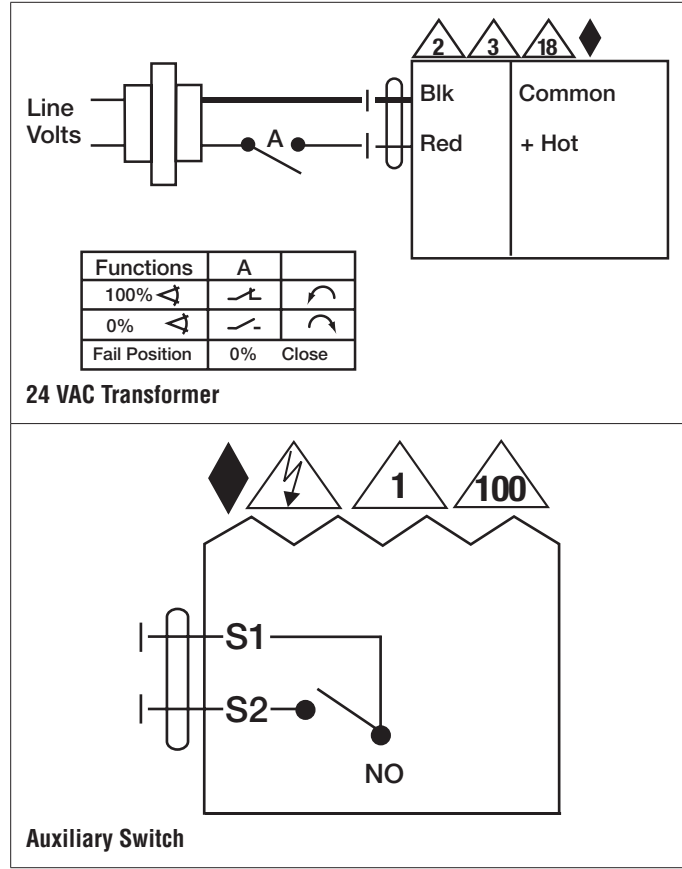 2 3 18
Line
Volts
A
Blk Common
Red + Hot
Functions A
100%
0%
Fail Position 0% Close
24 VAC Transformer
1 100
S1
S2
NO
Auxiliary Switch